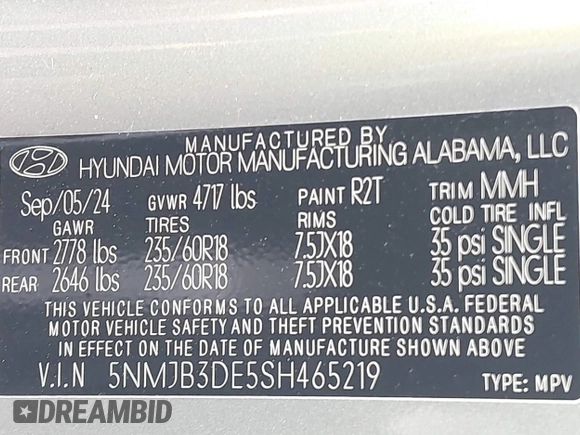 MANUFACTURED BY
HYUNDAI MOTOR MANUFACTURING ALABAMA, LLC
Sep/05/24 GVWR 4717 lbs PAINT R2T TRIM MMH
GAWR TIRES RIMS COLD TIRE INFL
FRONT 2778 lbs 235/60R18 7.5JX18 35 psi SINGLE
REAR 2646 lbs 235/60R18 7.5JX18 35 psi SINGLE
THIS VEHICLE CONFORMS TO ALL APPLICABLE U.S.A. FEDERAL
MOTOR VEHICLE SAFETY AND THEFT PREVENTION STANDARDS
IN EFFECT ON THE DATE OF MANUFACTURE SHOWN ABOVE
V.I.N 5NMJB3DE5SH465219 TYPE: MPV
DREAMBID